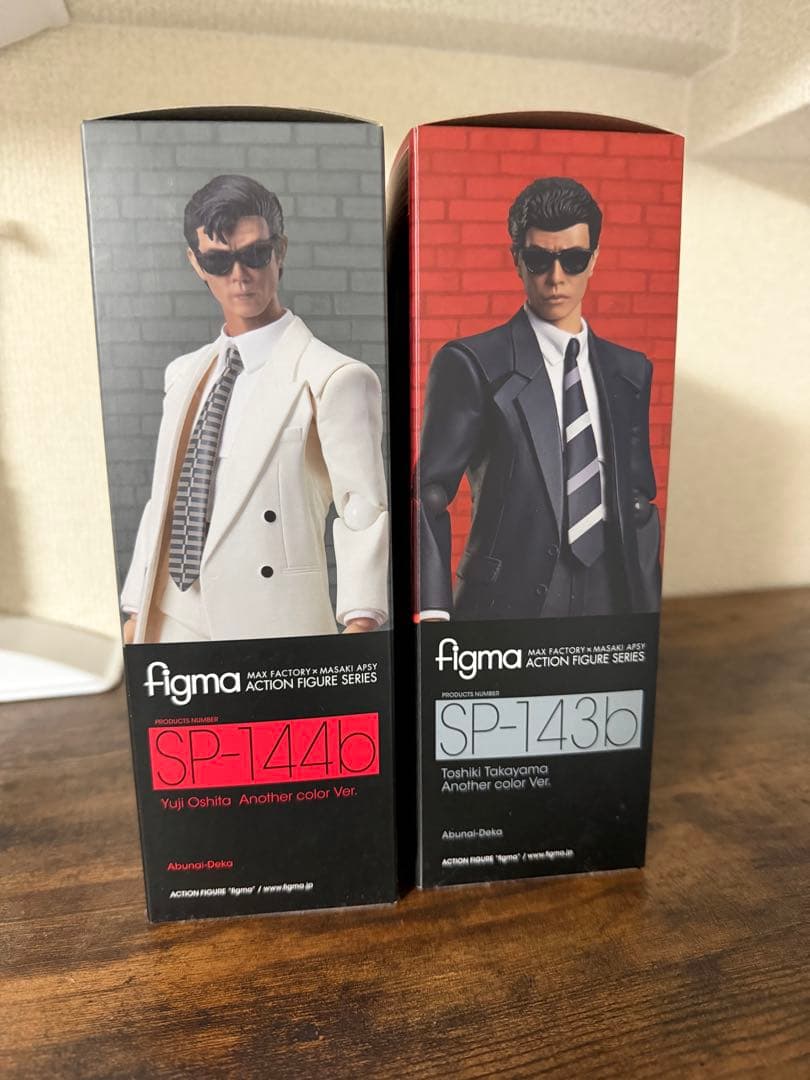 figma MAX FACTORY×MASAKI APSY
ACTION FIGURE SERIES
PRODUCTS NUMBER
SP-144b
Yuji Oshita Another color Ver.
Abunai-Deka
ACTION FIGURE "figma" / www.figma.jp
figma MAX FACTORY×MASAKI APSY
ACTION FIGURE SERIES
PRODUCTS NUMBER
SP-143b
Toshiki Takayama
Another color Ver.
Abunai-Deka
ACTION FIGURE "figma" / www.figma.jp